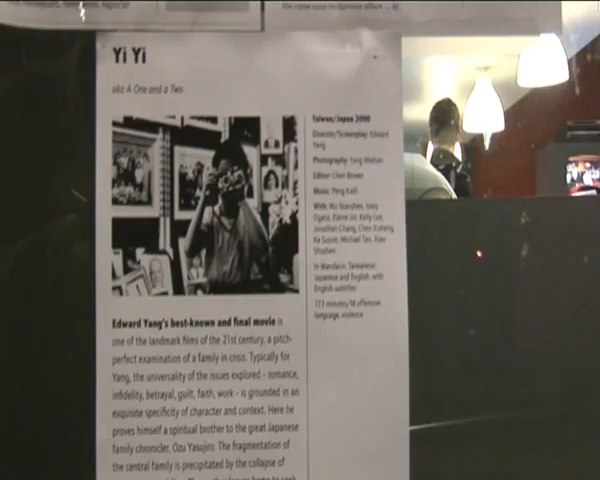 Yi Yi
aka A One and a Two
Taiwan/Japan 2000
Director/Screenplay: Edward
Yang
Photography: Yang Weihan
Editor: Chen Bowen
Music: Peng Kaili
With: Wu Nianzhen, Issey
Ogata, Elaine Jin, Kelly Lee,
Jonathan Chang, Chen Xisheng,
Ke Suyun, Michael Tao, Xiao
Shushen
In Mandarin, Taiwanese,
Japanese and English, with
English subtitles
173 minutes/M offensive
language, violence
Edward Yang's best-known and final movie is
one of the landmark films of the 21st century, a pitch-
perfect examination of a family in crisis. Typically for
Yang, the universality of the issues explored – romance,
infidelity, betrayal, guilt, faith, work – is grounded in an
exquisite specificity of character and context. Here he
proves himself a spiritual brother to the great Japanese
family chronicler, Ozu Yasujiro. The fragmentation of
the central family is precipitated by the collapse of